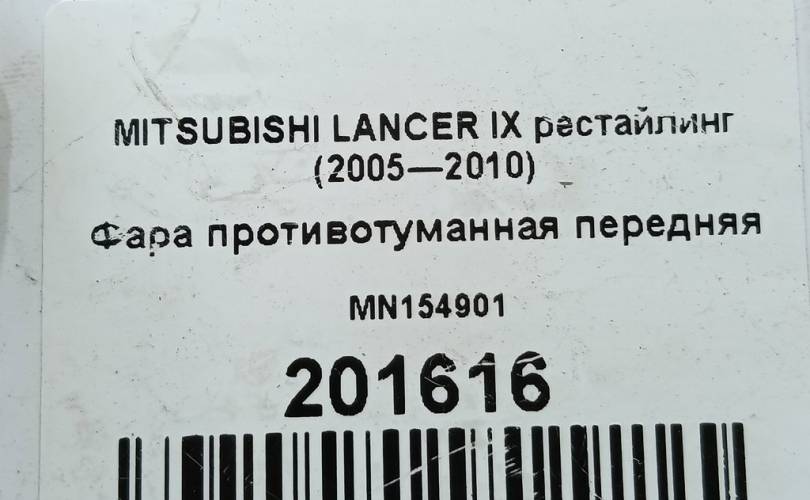 MITSUBISHI LANCER IX рестайлинг
(2005—2010)
Фара противотуманная передняя
MN154901
201616